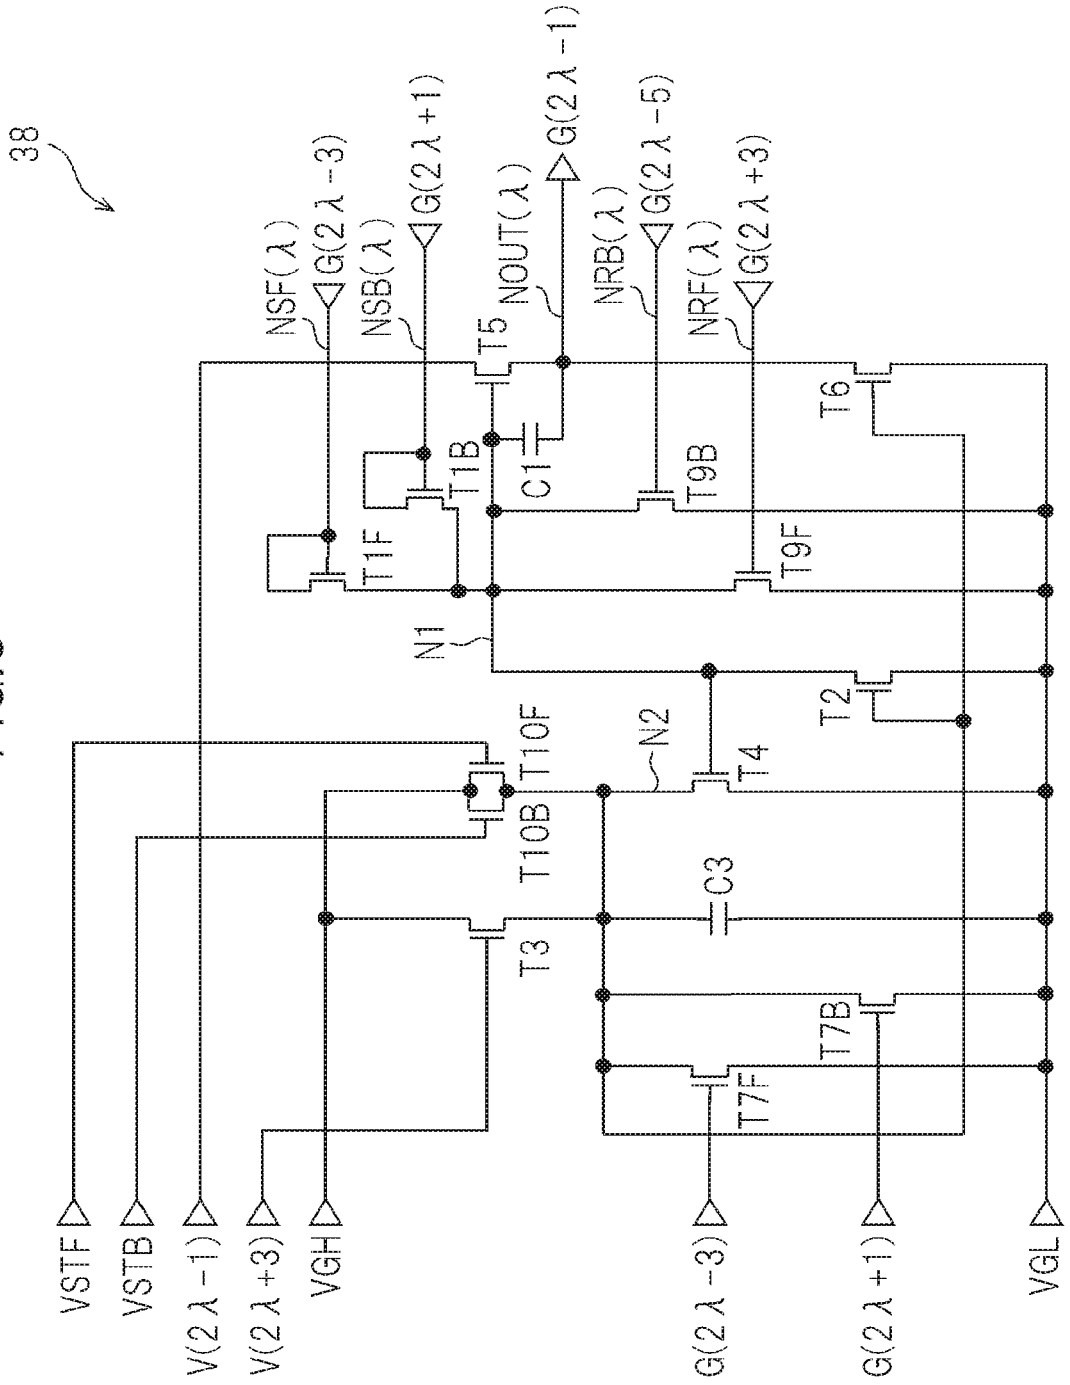 38
NSF(λ)
G(2λ-3)
NSB(λ)
G(2λ+1)
NOUT(λ)
G(2λ-1)
NRB(λ)
G(2λ-5)
NRF(λ)
G(2λ+3)
T5
T1B
T1F
C1
T9B
T9F
T6
N1
T2
T10F
T10B
N2
T4
T3
C3
T7B
T7F
VSTF
VSTB
V(2λ-1)
V(2λ+3)
VGH
G(2λ-3)
G(2λ+1)
VGL